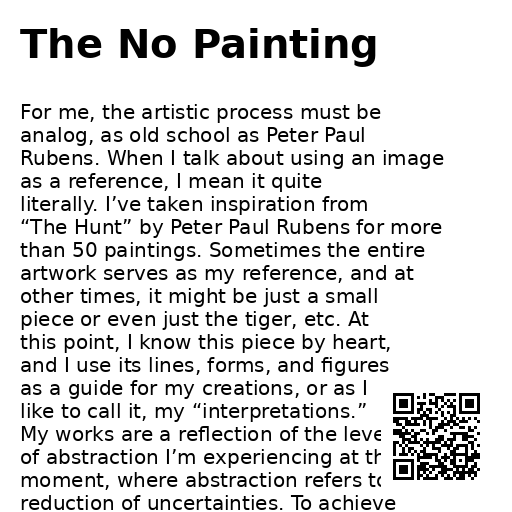 The No Painting
For me, the artistic process must be
analog, as old school as Peter Paul
Rubens. When I talk about using an image
as a reference, I mean it quite
literally. I’ve taken inspiration from
“The Hunt” by Peter Paul Rubens for more
than 50 paintings. Sometimes the entire
artwork serves as my reference, and at
other times, it might be just a small
piece or even just the tiger, etc. At
this point, I know this piece by heart,
and I use its lines, forms, and figures
as a guide for my creations, or as I
like to call it, my “interpretations.”
My works are a reflection of the
of abstraction I’m experiencing at
moment, where abstraction refers
reduction of uncertainties. To achieve